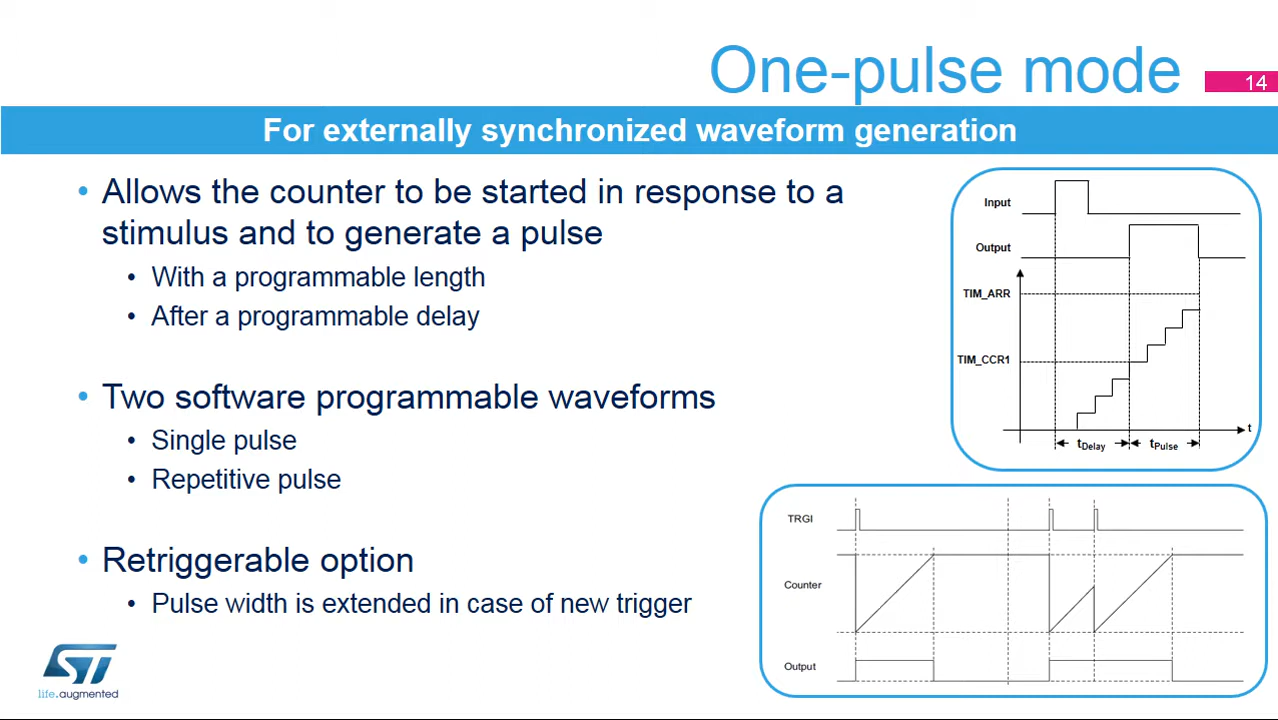 One-pulse mode
14
For externally synchronized waveform generation
• Allows the counter to be started in response to a
stimulus and to generate a pulse
• With a programmable length
• After a programmable delay
• Two software programmable waveforms
• Single pulse
• Repetitive pulse
• Retriggerable option
• Pulse width is extended in case of new trigger
Input
Output
TIM_ARR
TIM_CCR1
t
tDelay
tPulse
TRGI
Counter
Output
ST
life.augmented